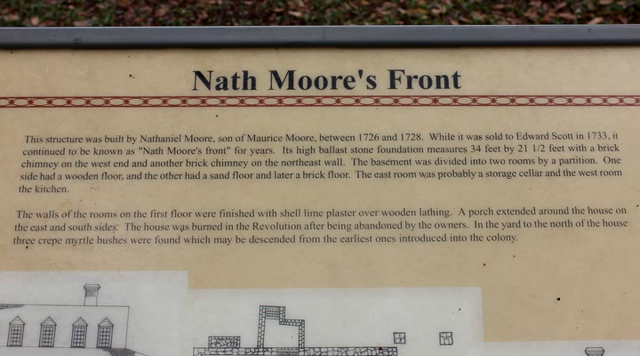 Nath Moore's Front
This structure was built by Nathaniel Moore, son of Maurice Moore, between 1726 and 1728. While it was sold to Edward Scott in 1733, it
continued to be known as "Nath Moore's front" for years. Its high ballast stone foundation measures 34 feet by 21 1/2 feet with a brick
chimney on the west end and another brick chimney on the northeast wall. The basement was divided into two rooms by a partition. One
side had a wooden floor, and the other had a sand floor and later a brick floor. The east room was probably a storage cellar and the west room
the kitchen.
The walls of the rooms on the first floor were finished with shell lime plaster over wooden lathing. A porch extended around the house on
the east and south sides. The house was burned in the Revolution after being abandoned by the owners. In the yard to the north of the house
three crepe myrtle bushes were found which may be descended from the earliest ones introduced into the colony.